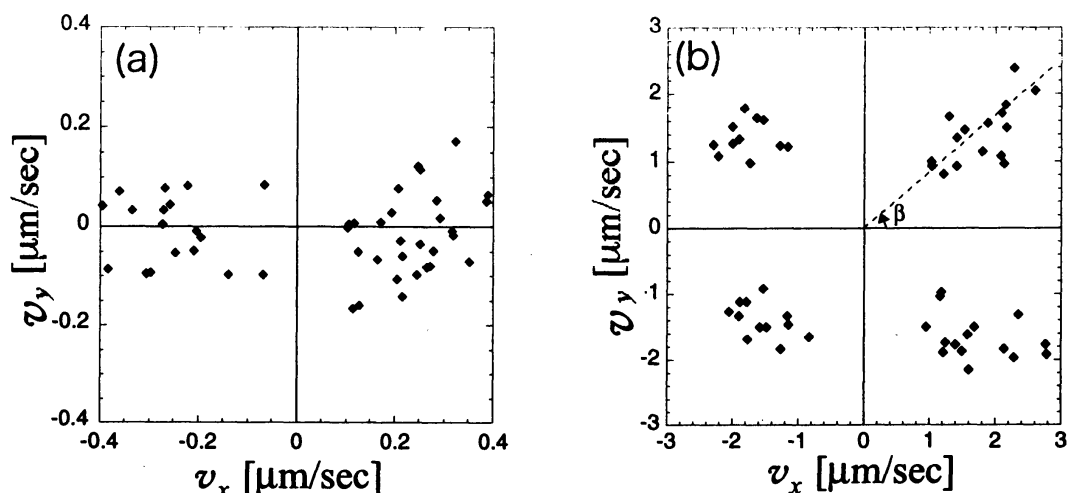 (a)
0.4
0.2
0
-0.2
-0.4
v_y [μm/sec]
-0.4 -0.2 0 0.2 0.4
v_x [μm/sec]
(b)
3
2
1
0
-1
-2
-3
v_y [μm/sec]
β
-3 -2 -1 0 1 2 3
v_x [μm/sec]